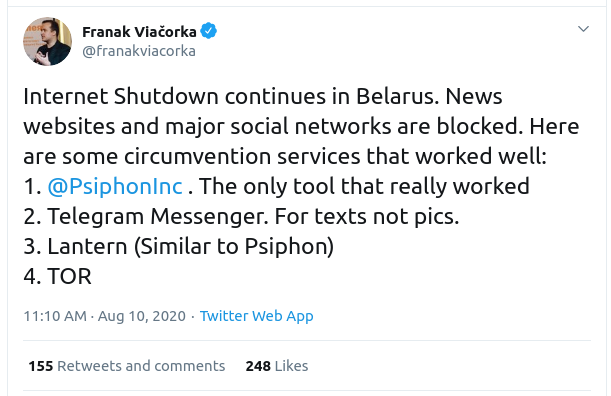 Franak Viačorka
@franakviacorka
Internet Shutdown continues in Belarus. News
websites and major social networks are blocked. Here
are some circumvention services that worked well:
1. @PsiphonInc . The only tool that really worked
2. Telegram Messenger. For texts not pics.
3. Lantern (Similar to Psiphon)
4. TOR
11:10 AM · Aug 10, 2020 · Twitter Web App
155 Retweets and comments 248 Likes